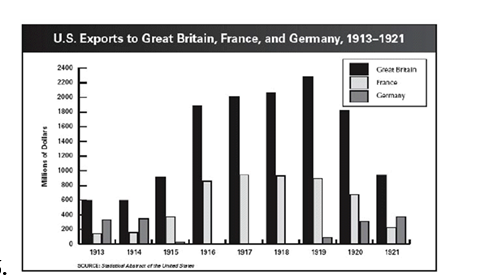 U.S. Exports to Great Britain, France, and Germany, 1913–1921
Great Britain
France
Germany
Millions of Dollars
2400
2200
2000
1800
1600
1400
1200
1000
800
600
400
200
0
1913 1914 1915 1916 1917 1918 1919 1920 1921
SOURCE: Statistical Abstract of the United States